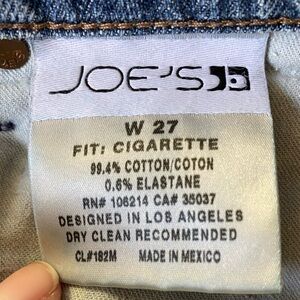 JOE'S
W 27
FIT: CIGARETTE
99.4% COTTON/COTON
0.6% ELASTANE
RN# 106214 CA# 35037
DESIGNED IN LOS ANGELES
DRY CLEAN RECOMMENDED
CL#182M MADE IN MEXICO